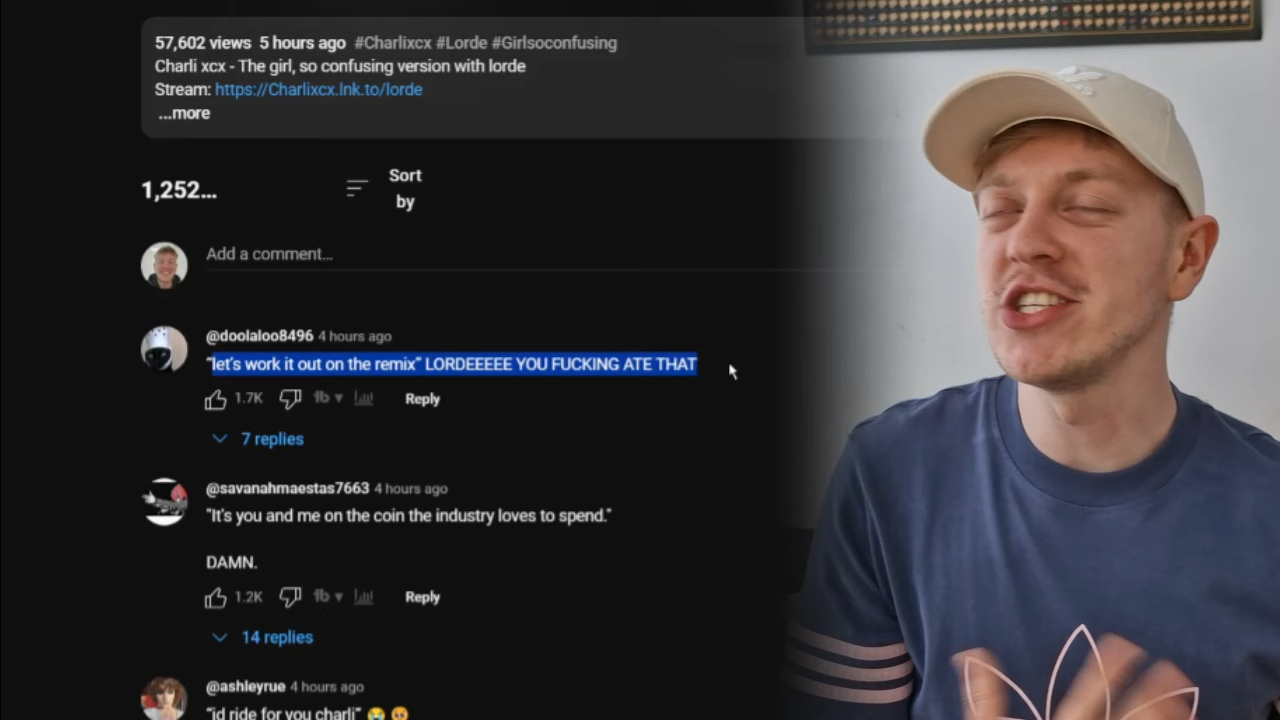 57,602 views 5 hours ago #Charlixcx #Lorde #Girlsoconfusing
Charli xcx - The girl, so confusing version with lorde
Stream: https://Charlixcx.lnk.to/lorde
...more
1,252...
Sort
by
Add a comment...
@doolaloo8496 4 hours ago
"let's work it out on the remix" LORDEEEEE YOU FUCKING ATE THAT
1.7K
Reply
7 replies
@savanahmaestas7663 4 hours ago
"It's you and me on the coin the industry loves to spend."
DAMN.
1.2K
Reply
14 replies
@ashleyrue 4 hours ago
"id ride for you charli" 😭 🥹